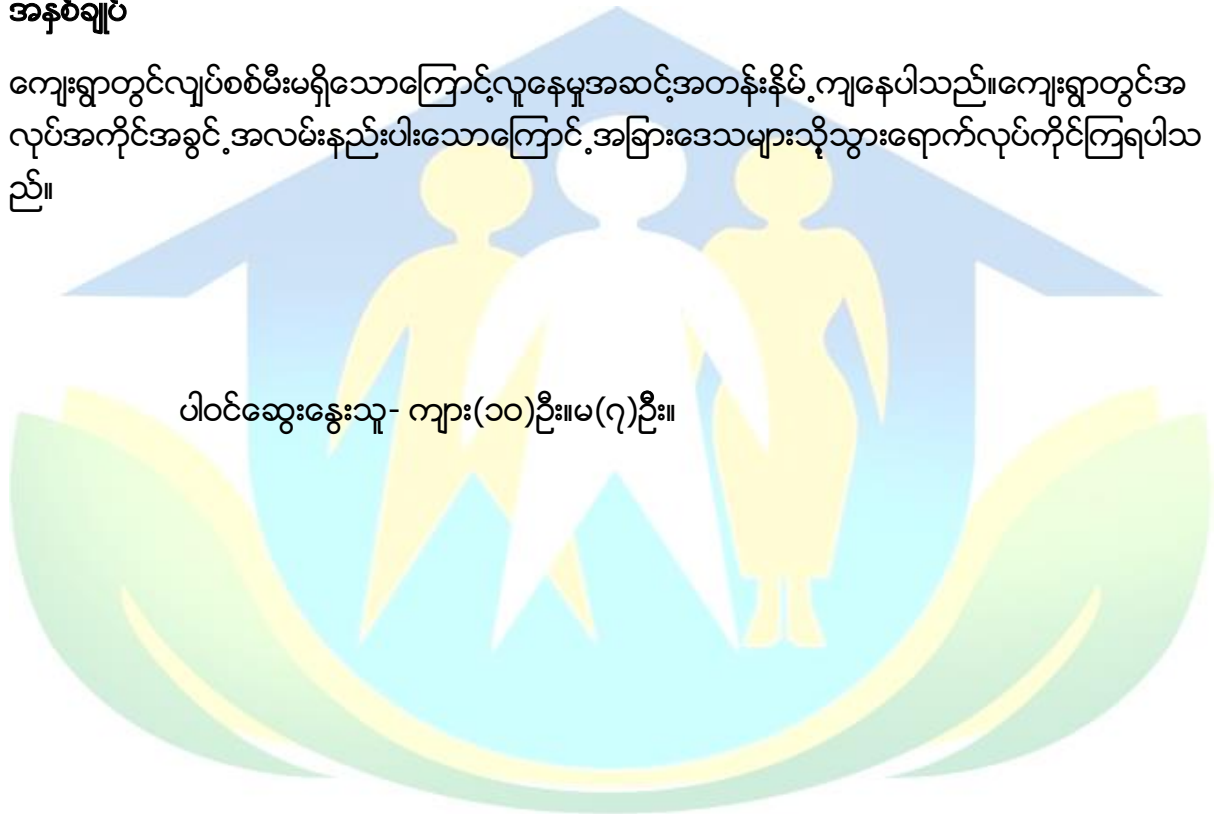 အနှစ်ချုပ်
ကျေးရွာတွင်လျှပ်စစ်မီးမရှိသောကြောင့်လူနေမှုအဆင့်အတန်းနိမ့်ကျနေပါသည်။ကျေးရွာတွင်အ
လုပ်အကိုင်အခွင့်အလမ်းနည်းပါးသောကြောင့်အခြားဒေသများသို့သွားရောက်လုပ်ကိုင်ကြရပါသ
ည်။
ပါဝင်ဆွေးနွေးသူ- ကျား(၁၀)ဦး။မ(၇)ဦး။